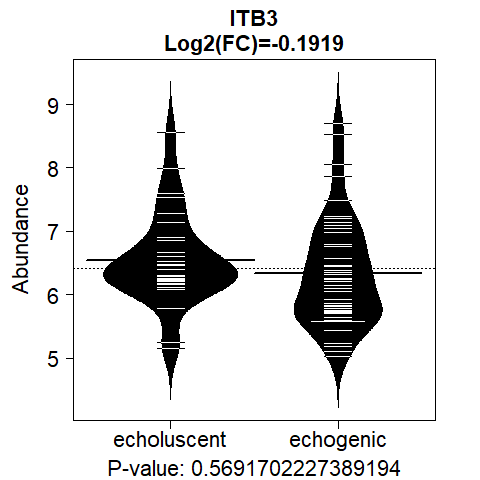 ITB3
Log2(FC)=-0.1919
Abundance
9
8
7
6
5
echoluscent echogenic
P-value: 0.5691702227389194